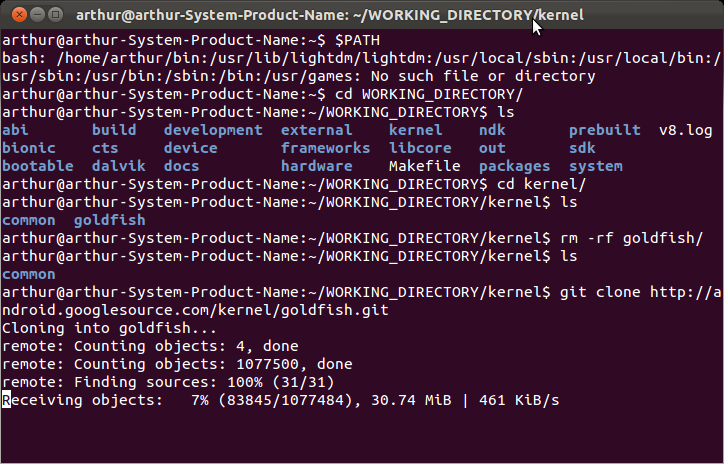 arthur@arthur-System-Product-Name: ~/WORKING_DIRECTORY/kernel
arthur@arthur-System-Product-Name:~$ $PATH
bash: /home/arthur/bin:/usr/lib/lightdm/lightdm:/usr/local/sbin:/usr/local/bin:/
usr/sbin:/usr/bin:/sbin:/bin:/usr/games: No such file or directory
arthur@arthur-System-Product-Name:~$ cd WORKING_DIRECTORY/
arthur@arthur-System-Product-Name:~/WORKING_DIRECTORY$ ls
abi       build   development  external    kernel    ndk       prebuilt  v8.log
bionic    cts     device       frameworks  libcore   out       sdk
bootable  dalvik  docs         hardware    Makefile  packages  system
arthur@arthur-System-Product-Name:~/WORKING_DIRECTORY$ cd kernel/
arthur@arthur-System-Product-Name:~/WORKING_DIRECTORY/kernel$ ls
common  goldfish
arthur@arthur-System-Product-Name:~/WORKING_DIRECTORY/kernel$ rm -rf goldfish/
arthur@arthur-System-Product-Name:~/WORKING_DIRECTORY/kernel$ ls
common
arthur@arthur-System-Product-Name:~/WORKING_DIRECTORY/kernel$ git clone http://a
ndroid.googlesource.com/kernel/goldfish.git
Cloning into goldfish...
remote: Counting objects: 4, done
remote: Counting objects: 1077500, done
remote: Finding sources: 100% (31/31)
Receiving objects:   7% (83845/1077484), 30.74 MiB | 461 KiB/s